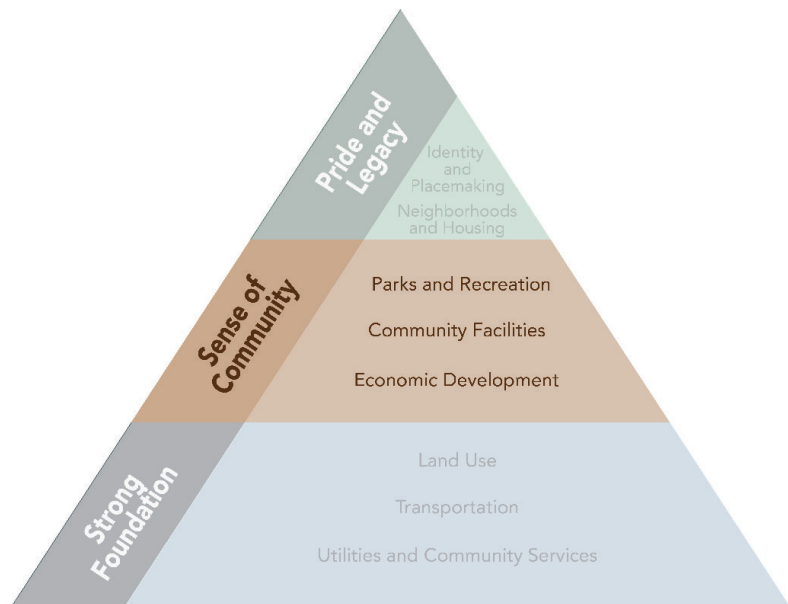 Pride and
Legacy
Identity
and
Placemaking
Neighborhoods
and Housing
Sense of
Community
Parks and Recreation
Community Facilities
Economic Development
Strong
Foundation
Land Use
Transportation
Utilities and Community Services